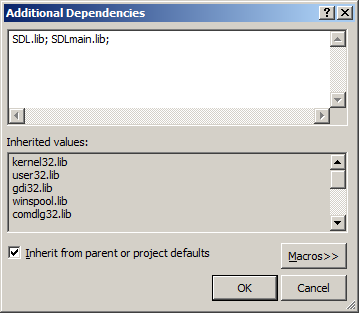 Additional Dependencies
SDL.lib; SDLmain.lib;
Inherited values:
kernel32.lib
user32.lib
gdi32.lib
winspool.lib
comdlg32.lib
Inherit from parent or project defaults
Macros>>
OK
Cancel